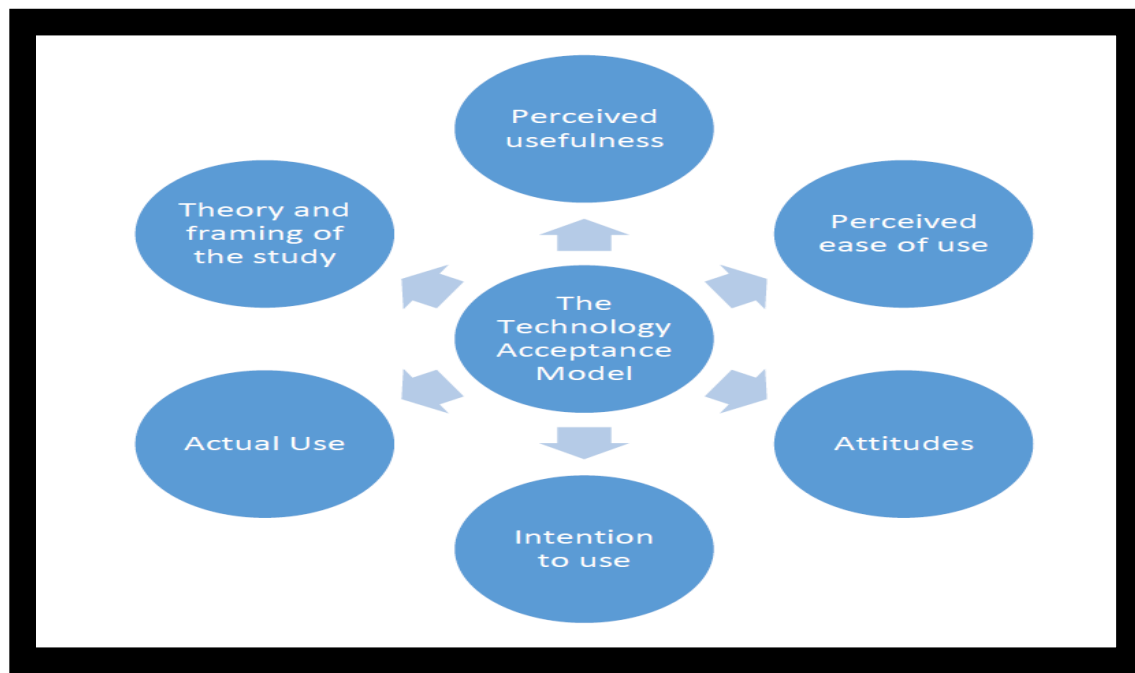 Perceived
usefulness
Perceived
ease of use
Attitudes
Intention
to use
Actual Use
Theory and
framing of
the study
The
Technology
Acceptance
Model